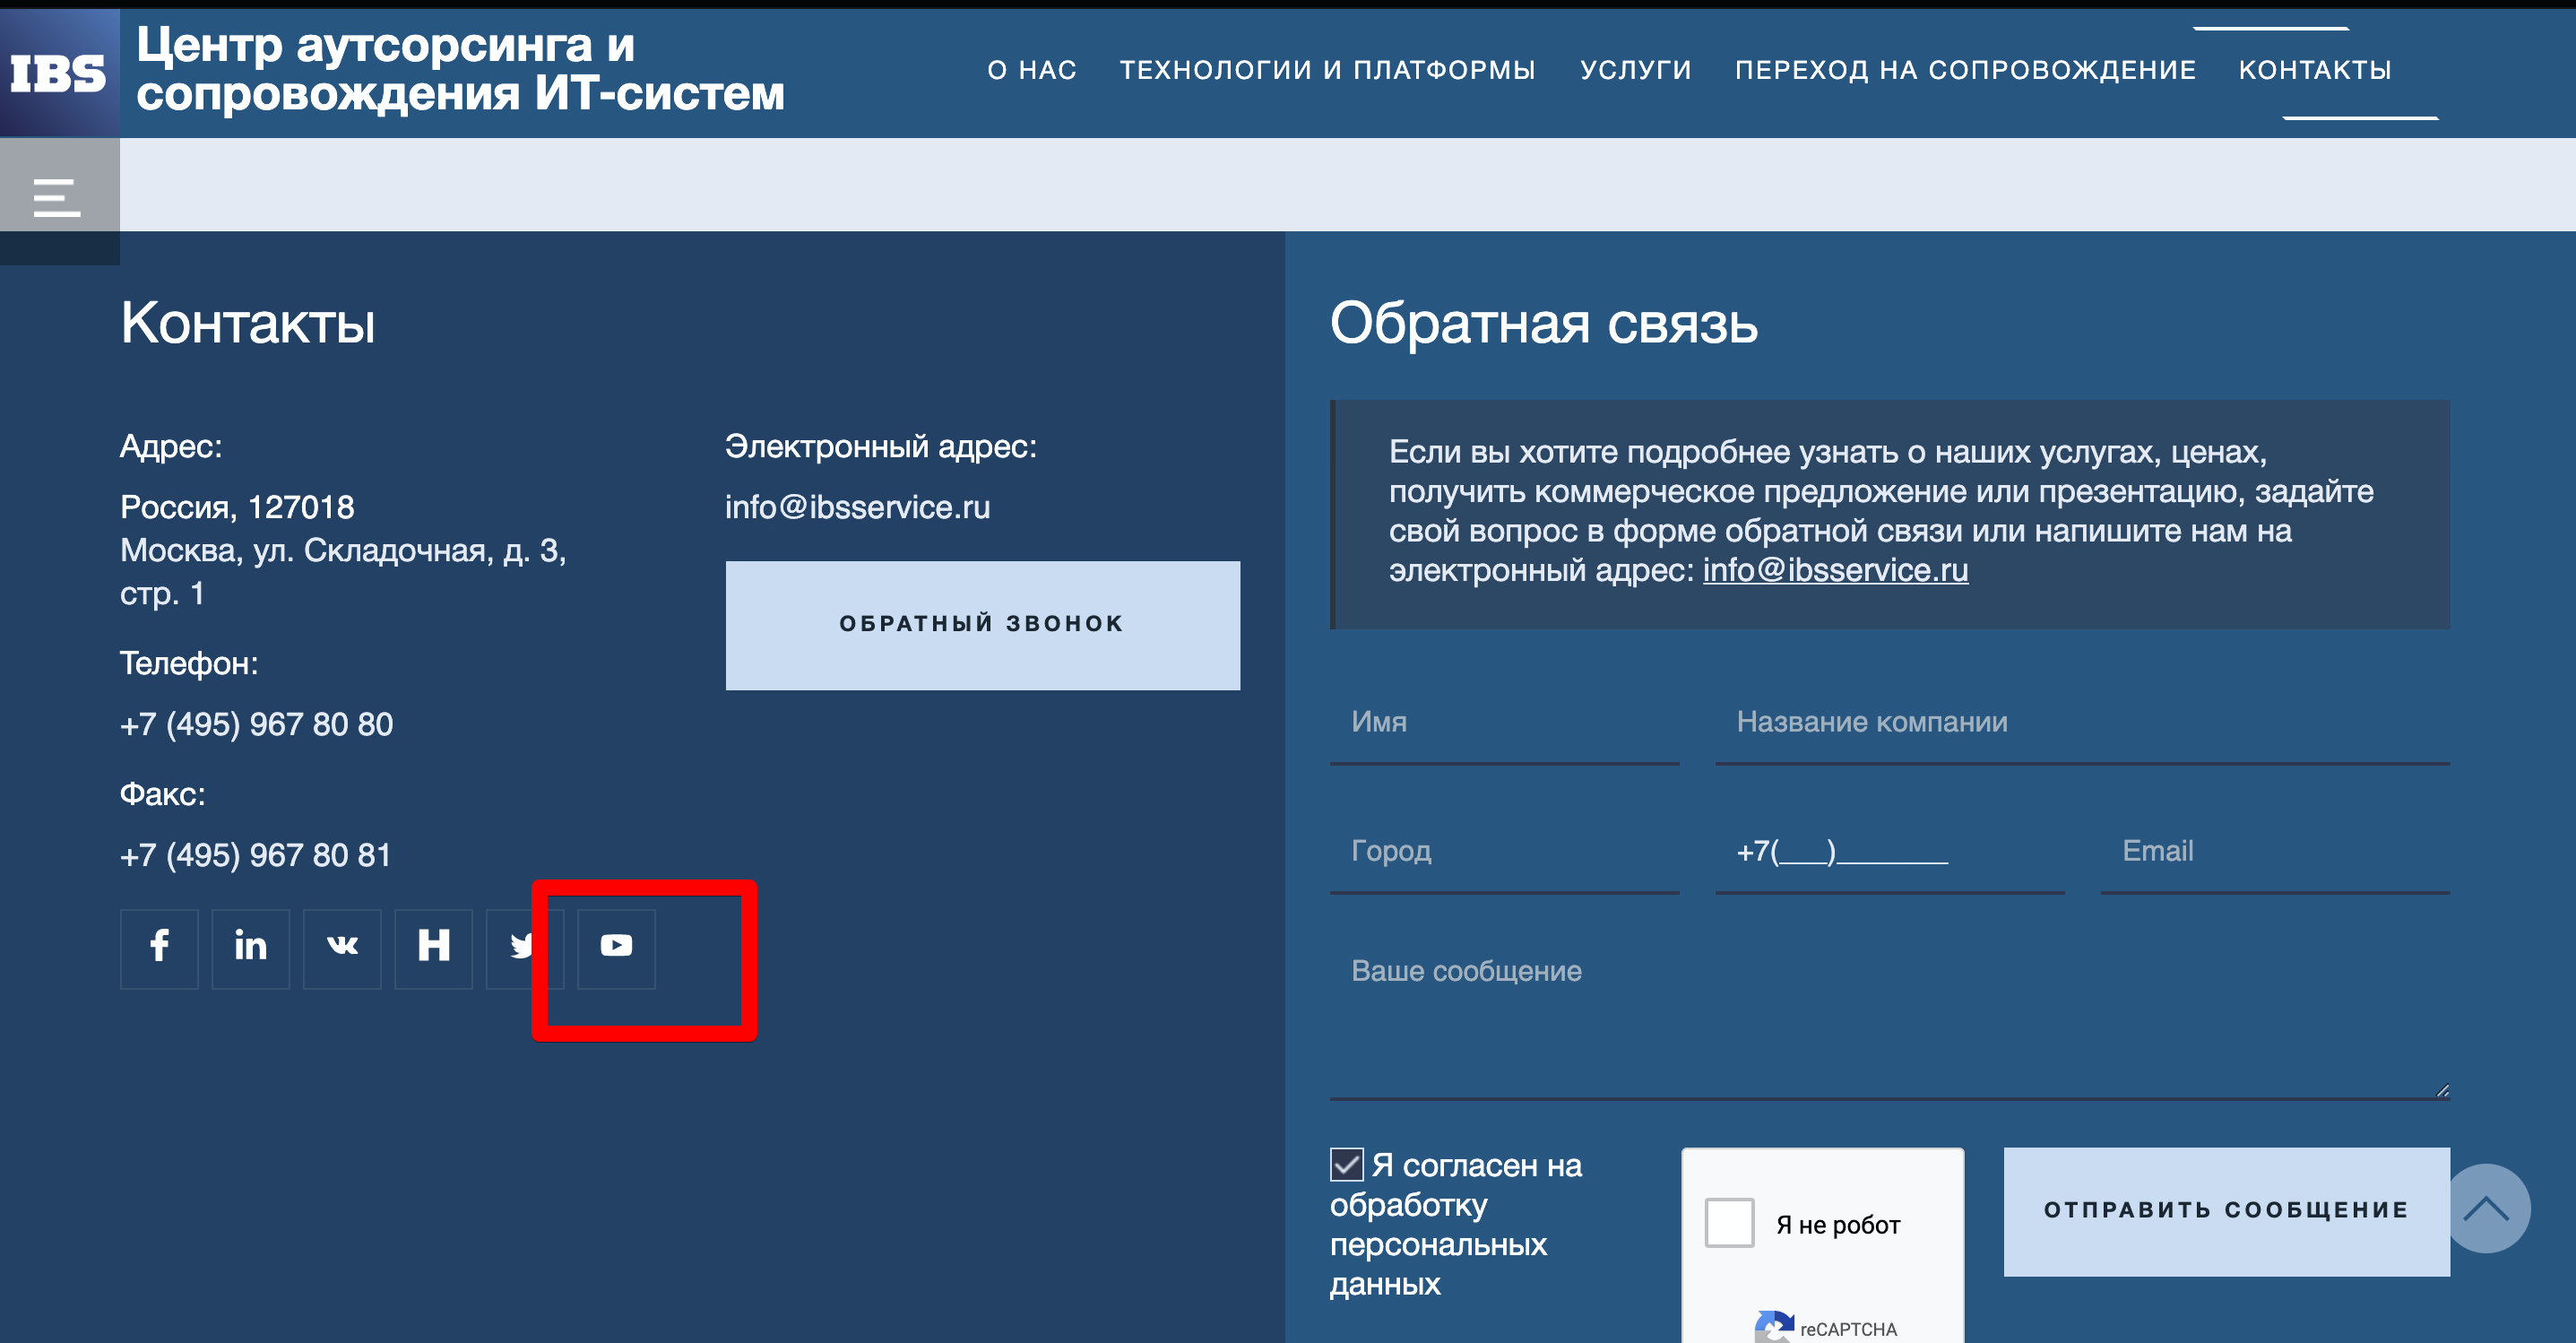 IBS
Центр аутсорсинга и
сопровождения ИТ-систем
О НАС
ТЕХНОЛОГИИ И ПЛАТФОРМЫ
УСЛУГИ
ПЕРЕХОД НА СОПРОВОЖДЕНИЕ
КОНТАКТЫ
Контакты
Адрес:
Россия, 127018
Москва, ул. Складочная, д. 3,
стр. 1
Телефон:
+7 (495) 967 80 80
Факс:
+7 (495) 967 80 81
Электронный адрес:
info@ibsservice.ru
ОБРАТНЫЙ ЗВОНОК
Обратная связь
Если вы хотите подробнее узнать о наших услугах, ценах,
получить коммерческое предложение или презентацию, задайте
свой вопрос в форме обратной связи или напишите нам на
электронный адрес: info@ibsservice.ru
Имя
Название компании
Город
+7(___)_______
Email
Ваше сообщение
Я согласен на
обработку
персональных
данных
Я не робот
reCAPTCHA
ОТПРАВИТЬ СООБЩЕНИЕ